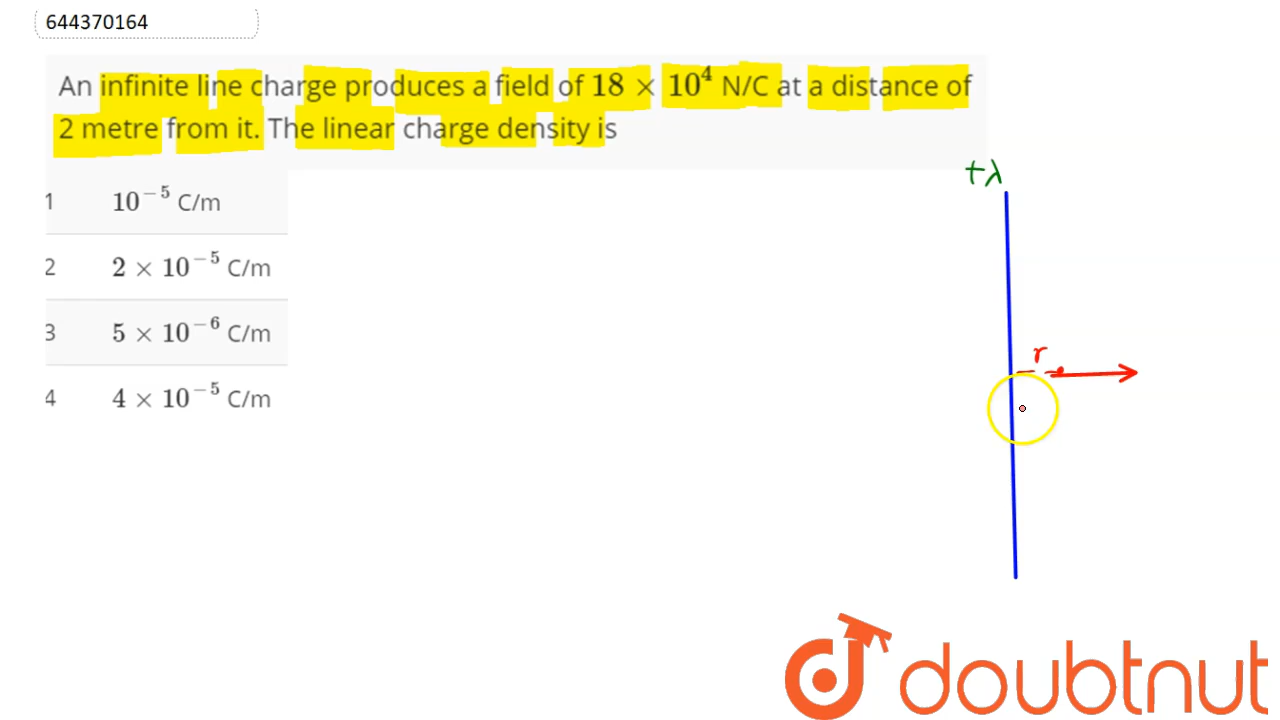 644370164
An infinite line charge produces a field of 18 × 10⁴ N/C at a distance of
2 metre from it. The linear charge density is
1 10⁻⁵ C/m
2 2 × 10⁻⁵ C/m
3 5 × 10⁻⁶ C/m
4 4 × 10⁻⁵ C/m
+λ
r
doubtnut